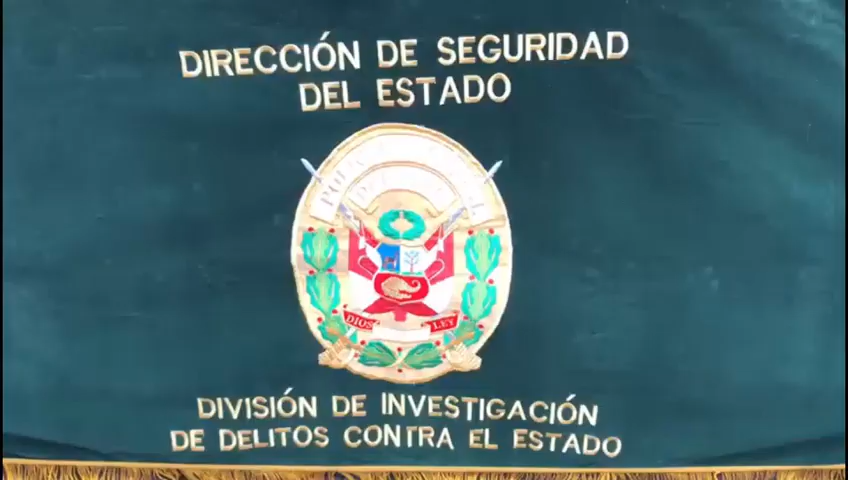 DIRECCIÓN DE SEGURIDAD
DEL ESTADO
DIOS
LEY
DIVISIÓN DE INVESTIGACIÓN
DE DELITOS CONTRA EL ESTADO